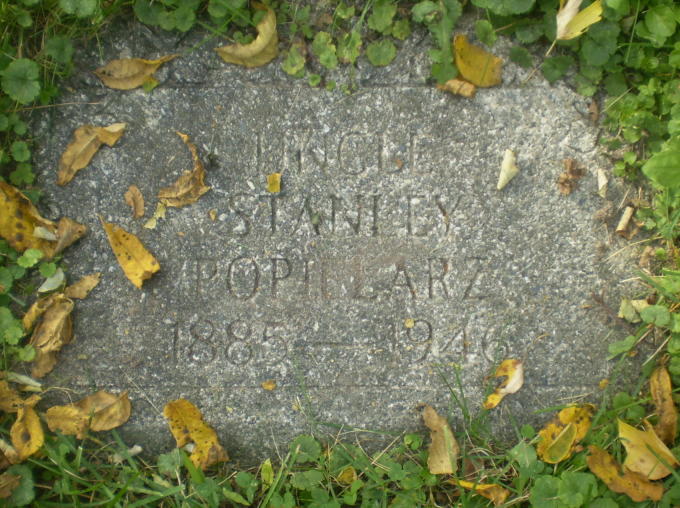 UNCLE
STANLEY
POPIELARZ
1885 — 1946